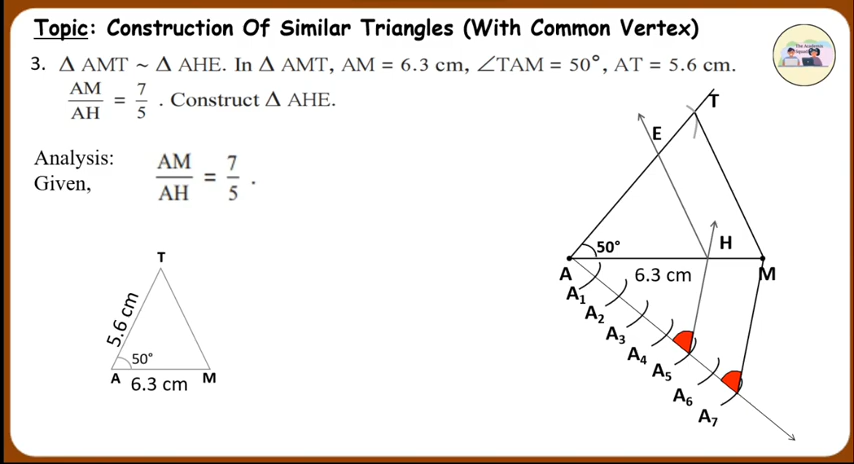 Topic: Construction Of Similar Triangles (With Common Vertex)
3. Δ AMT ~ Δ AHE. In Δ AMT, AM = 6.3 cm, ∠TAM = 50°, AT = 5.6 cm.
AM/AH = 7/5 . Construct Δ AHE.
Analysis:
Given,
AM/AH = 7/5 .
T
5.6 cm
50°
A
6.3 cm
M
T
E
50°
H
A
6.3 cm
M
A1
A2
A3
A4
A5
A6
A7